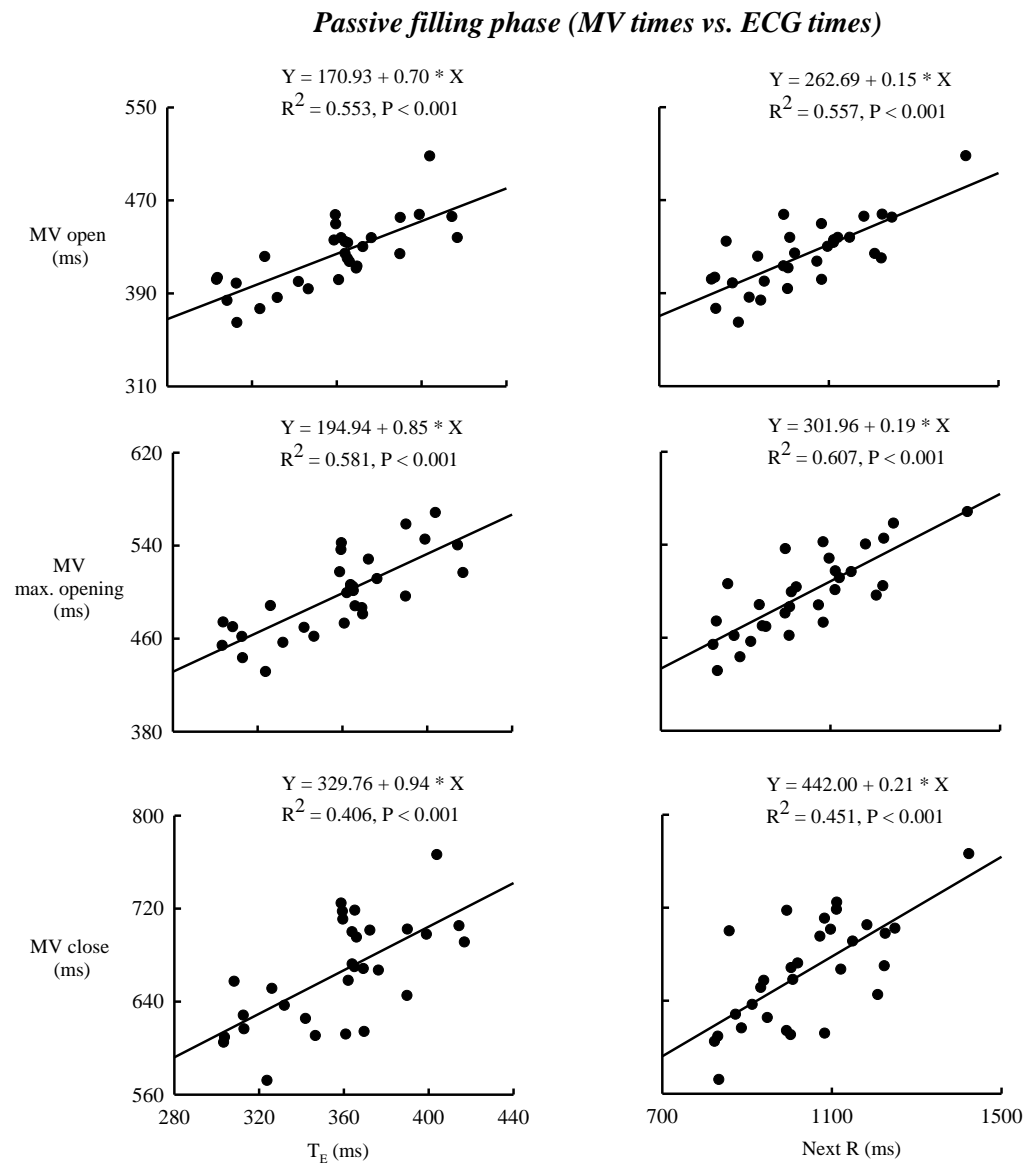 Passive filling phase (MV times vs. ECG times)
Y = 170.93 + 0.70 * X
R2 = 0.553, P < 0.001
Y = 262.69 + 0.15 * X
R2 = 0.557, P < 0.001
550
470
390
310
MV open
(ms)
Y = 194.94 + 0.85 * X
R2 = 0.581, P < 0.001
Y = 301.96 + 0.19 * X
R2 = 0.607, P < 0.001
620
540
460
380
MV
max. opening
(ms)
Y = 329.76 + 0.94 * X
R2 = 0.406, P < 0.001
Y = 442.00 + 0.21 * X
R2 = 0.451, P < 0.001
800
720
640
560
MV close
(ms)
280 320 360 400 440
700 1100 1500
TE (ms)
Next R (ms)